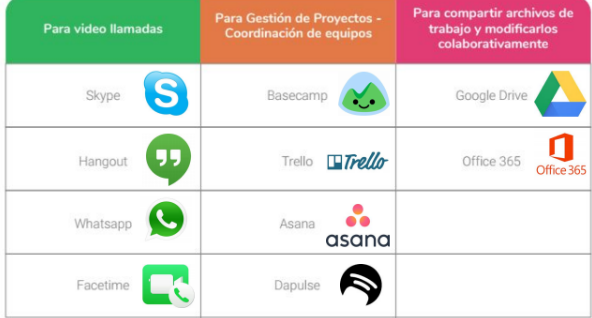 Para video llamadas
Para Gestión de Proyectos -
Coordinación de equipos
Para compartir archivos de
trabajo y modificarlos
colaborativamente
Skype
S
Basecamp
Google Drive
Hangout
Trello
Trello
Office 365
Office 365
Whatsapp
Asana
asana
Facetime
Dapulse